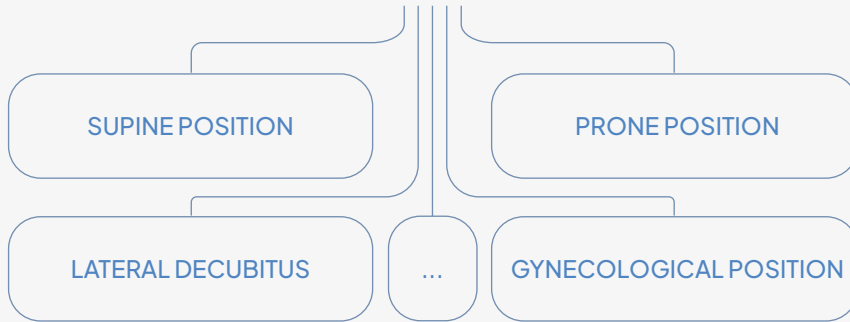 SUPINE POSITION
PRONE POSITION
LATERAL DECUBITUS
...
GYNECOLOGICAL POSITION